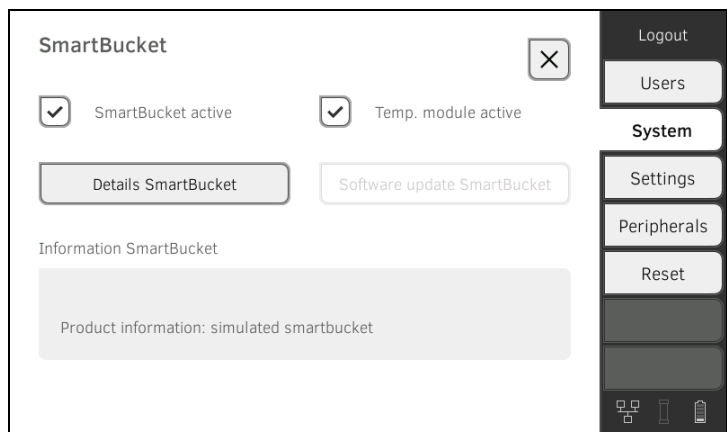 SmartBucket
SmartBucket active
Temp. module active
Details SmartBucket
Software update SmartBucket
Information SmartBucket
Product information: simulated smartbucket
Logout
Users
System
Settings
Peripherals
Reset